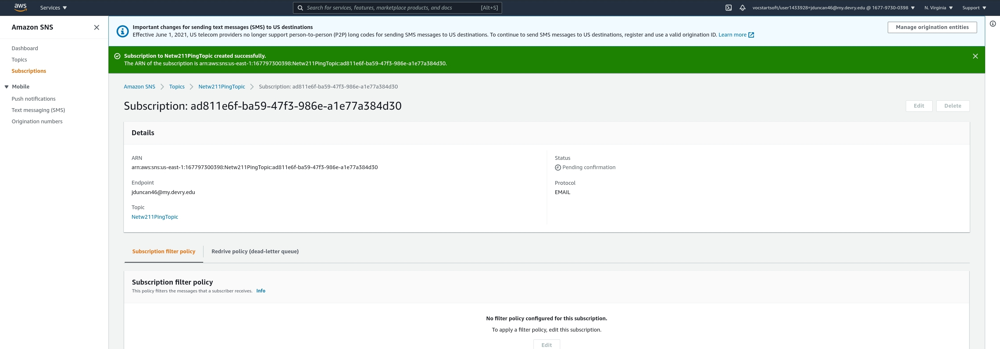 aws
Services
Search for services, features, marketplace products, and docs
[Alt+S]
vocstartsoft/user1433928=jduncan46@my.devry.edu @ 1677-9730-0398
N. Virginia
Support
Amazon SNS
Dashboard
Topics
Subscriptions
Mobile
Push notifications
Text messaging (SMS)
Origination numbers
Important changes for sending text messages (SMS) to US destinations
Effective June 1, 2021, US telecom providers no longer support person-to-person (P2P) long codes for sending SMS messages to US destinations. To continue to send SMS messages to US destinations, register and use a valid origination ID. Learn more
Manage origination entities
Subscription to Netw211PingTopic created successfully.
The ARN of the subscription is arn:aws:sns:us-east-1:167797300398:Netw211PingTopic:ad811e6f-ba59-47f3-986e-a1e77a384d30.
Amazon SNS
Topics
Netw211PingTopic
Subscription: ad811e6f-ba59-47f3-986e-a1e77a384d30
Subscription: ad811e6f-ba59-47f3-986e-a1e77a384d30
Edit
Delete
Details
ARN
arn:aws:sns:us-east-1:167797300398:Netw211PingTopic:ad811e6f-ba59-47f3-986e-a1e77a384d30
Endpoint
jduncan46@my.devry.edu
Topic
Netw211PingTopic
Status
Pending confirmation
Protocol
EMAIL
Subscription filter policy
Redrive policy (dead-letter queue)
Subscription filter policy
This policy filters the messages that a subscriber receives. Info
No filter policy configured for this subscription.
To apply a filter policy, edit this subscription.
Edit